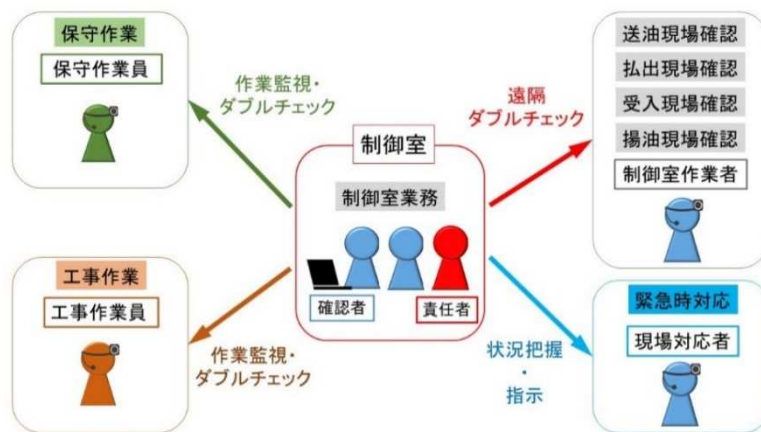 保守作業
保守作業員
作業監視・
ダブルチェック
工事作業
工事作業員
作業監視・
ダブルチェック
制御室
制御室業務
確認者
責任者
遠隔
ダブルチェック
送油現場確認
払出現場確認
受入現場確認
揚油現場確認
制御室作業者
状況把握
・
指示
緊急時対応
現場対応者